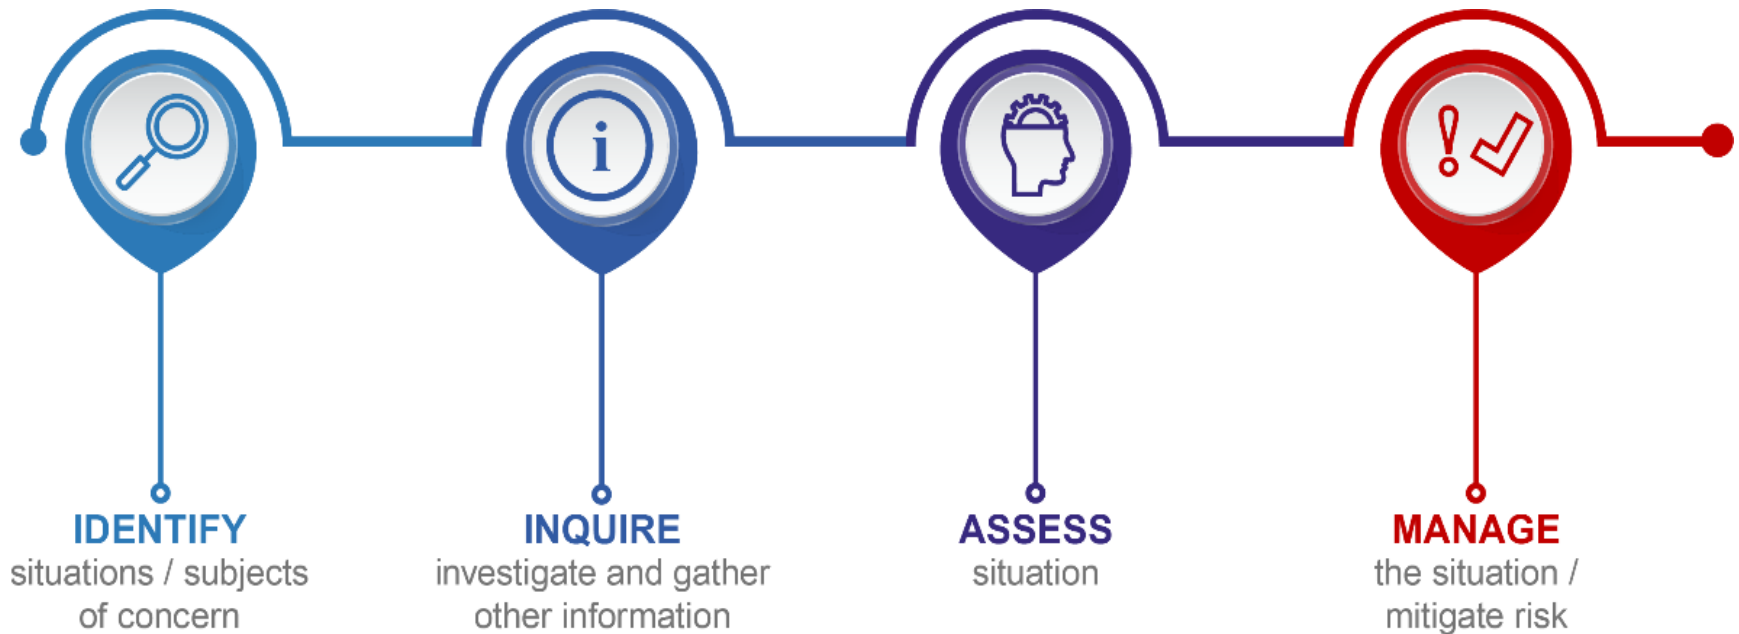 IDENTIFY
situations / subjects
of concern
INQUIRE
investigate and gather
other information
ASSESS
situation
MANAGE
the situation /
mitigate risk